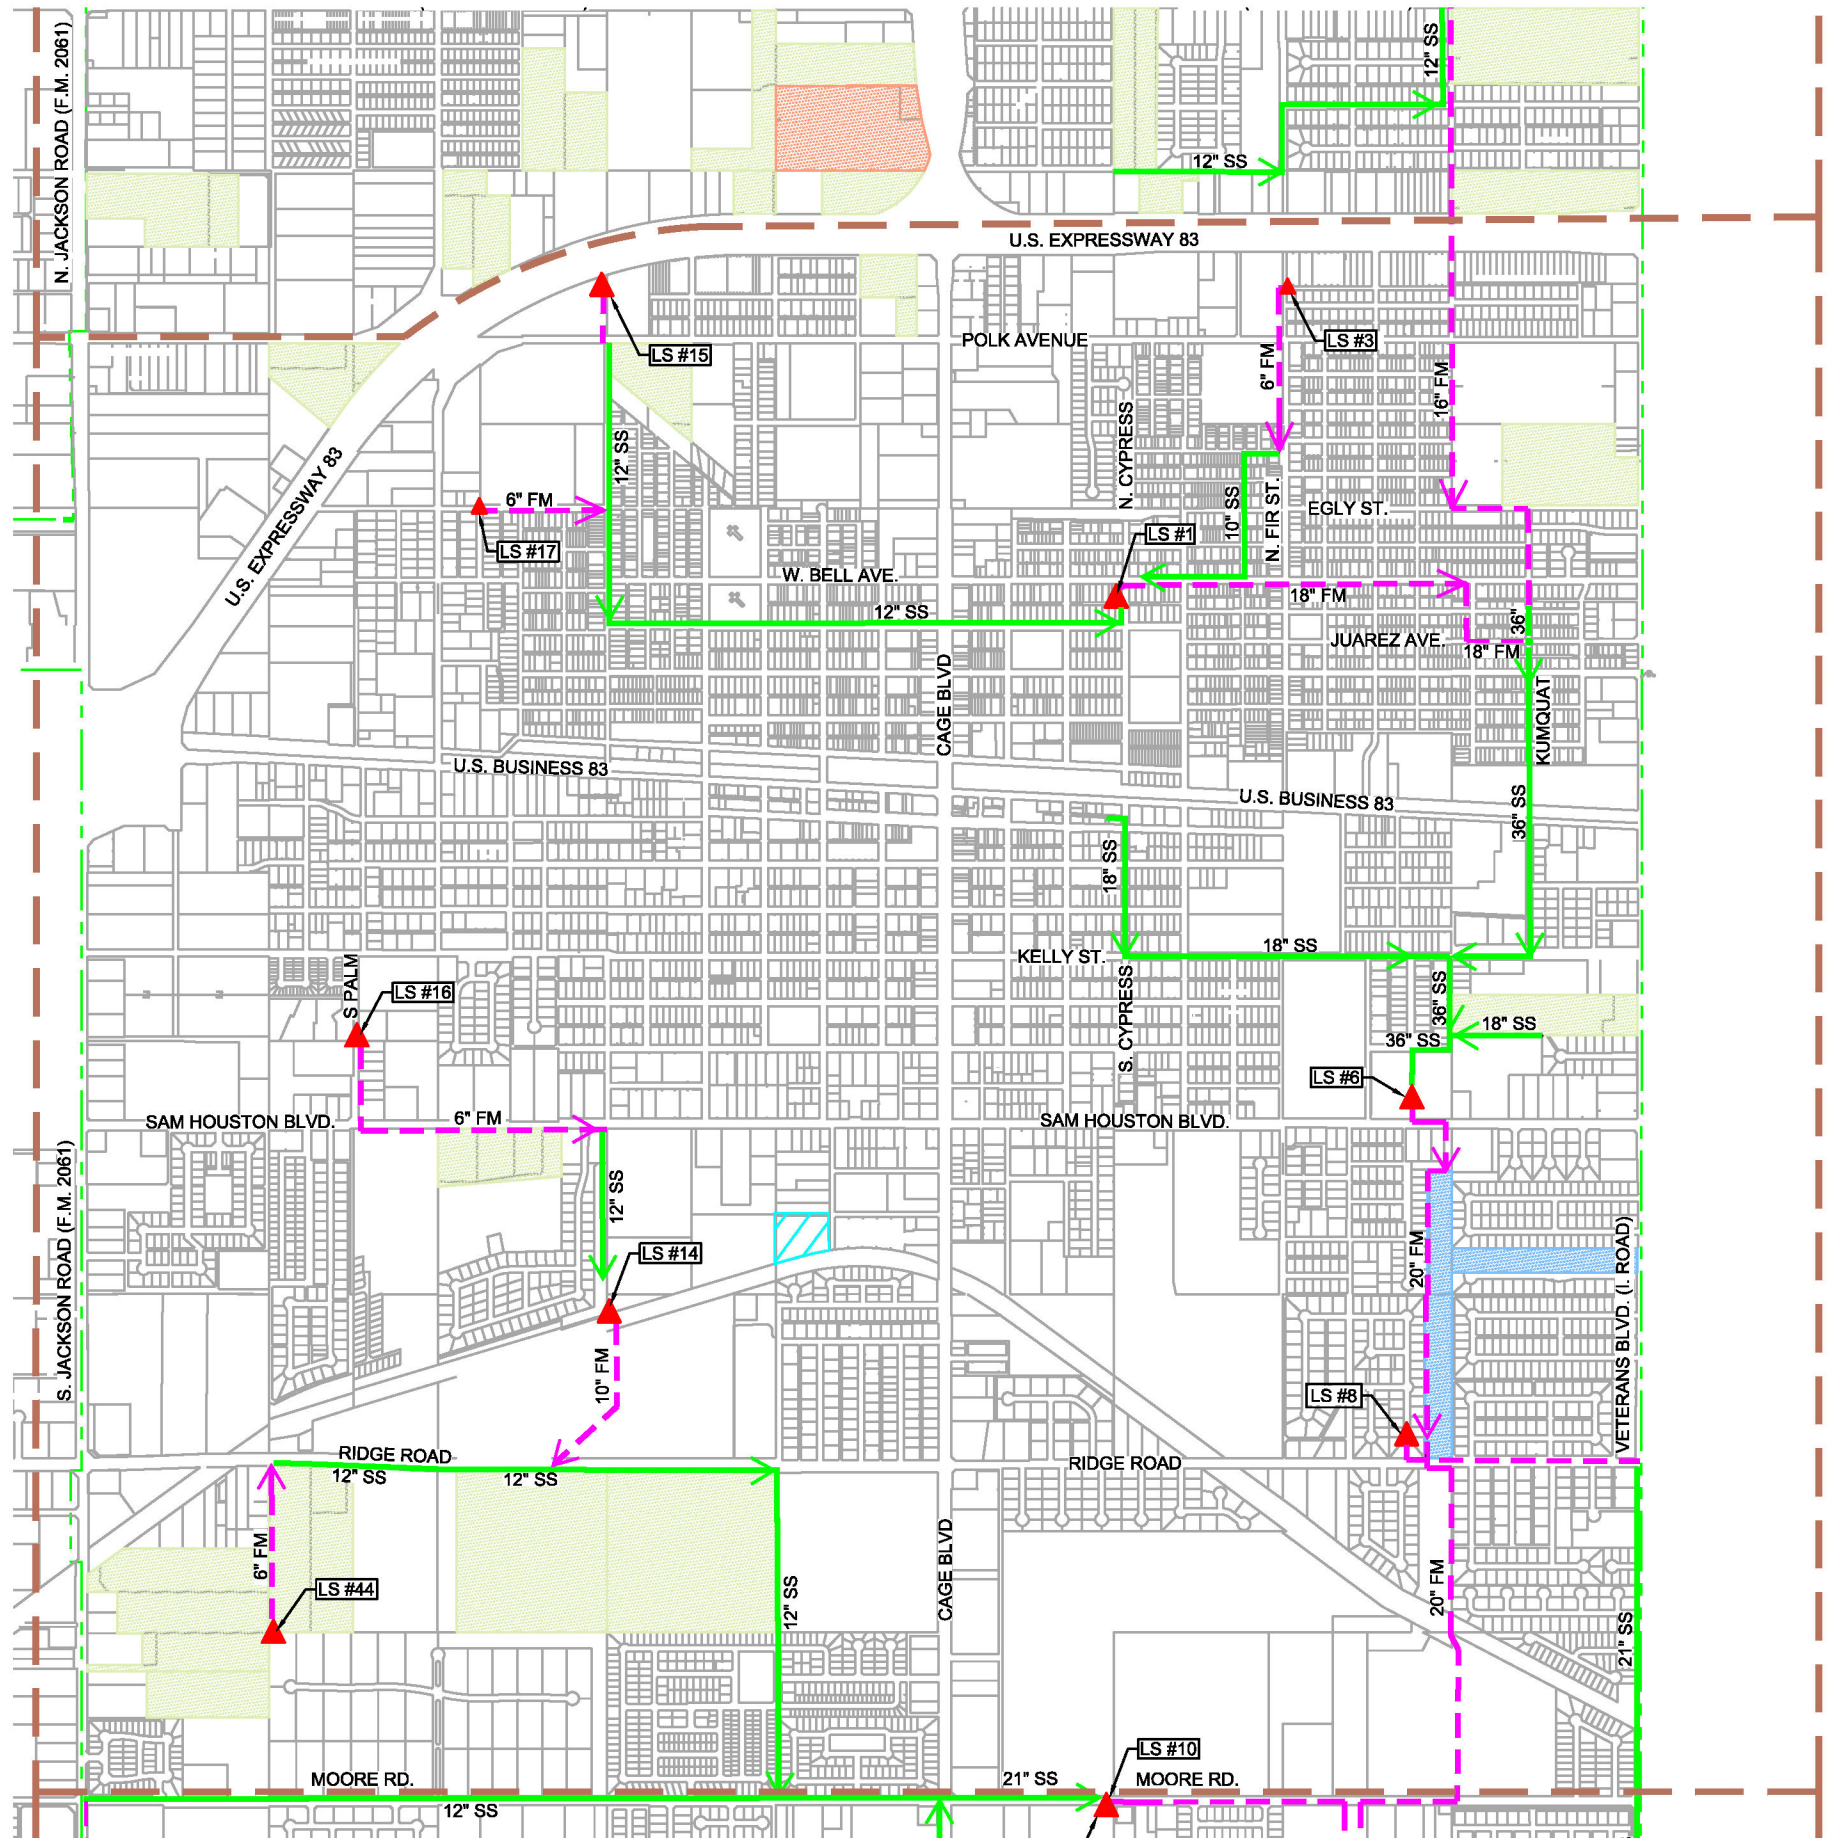 N. JACKSON ROAD (F.M. 2061)
12" SS
12" SS
U.S. EXPRESSWAY 83
LS #15
POLK AVENUE
LS #3
6" FM
16" FM
12" SS
N. CYPRESS
U.S. EXPRESSWAY 83
6" FM
LS #17
10" SS
N. FIR ST.
EGLY ST.
LS #1
W. BELL AVE.
12" SS
18" FM
36"
JUAREZ AVE.
18" FM
CAGE BLVD
KUMQUAT
U.S. BUSINESS 83
U.S. BUSINESS 83
36" SS
18" SS
KELLY ST.
18" SS
S PALM
LS #16
S. CYPRESS
36" SS
18" SS
36" SS
LS #6
SAM HOUSTON BLVD.
6" FM
SAM HOUSTON BLVD.
S. JACKSON ROAD (F.M. 2061)
12" SS
LS #14
20" FM
VETERANS BLVD. (I. ROAD)
10" FM
LS #8
RIDGE ROAD
12" SS
12" SS
RIDGE ROAD
6" FM
LS #44
12" SS
CAGE BLVD
20" FM
21" SS
LS #10
MOORE RD.
21" SS
MOORE RD.
12" SS